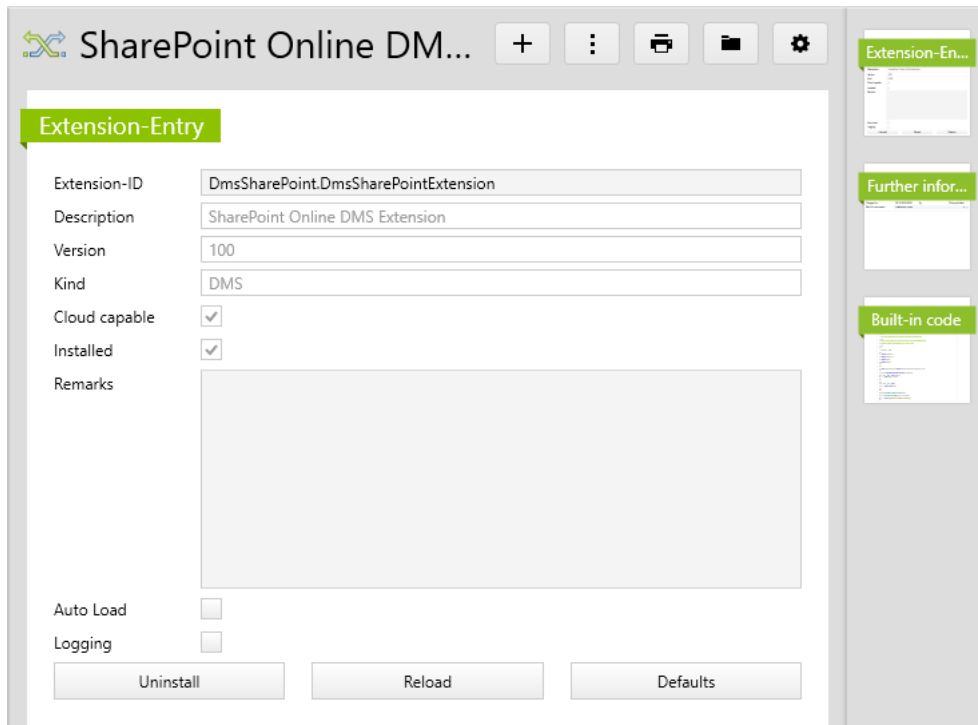 SharePoint Online DM...
Extension-Entry
Extension-ID DmsSharePoint.DmsSharePointExtension
Description SharePoint Online DMS Extension
Version 100
Kind DMS
Cloud capable
Installed
Remarks
Auto Load
Logging
Uninstall Reload Defaults
Extension-En...
Further infor...
Built-in code